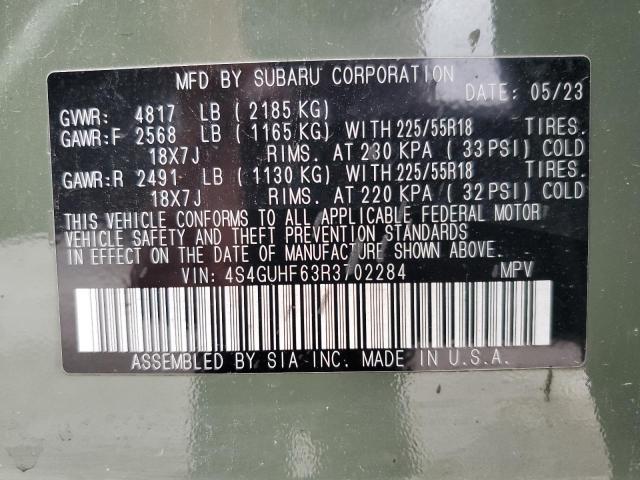 MFD BY SUBARU CORPORATION
DATE: 05/23
GVWR: 4817 LB (2185 KG)
GAWR:F 2568 LB (1165 KG) WITH 225/55R18 TIRES.
18X7J RIMS. AT 230 KPA (33 PSI) COLD
GAWR:R 2491 LB (1130 KG) WITH 225/55R18 TIRES.
18X7J RIMS. AT 220 KPA (32 PSI) COLD
THIS VEHICLE CONFORMS TO ALL APPLICABLE FEDERAL MOTOR
VEHICLE SAFETY AND THEFT PREVENTION STANDARDS
IN EFFECT ON THE DATE OF MANUFACTURE SHOWN ABOVE.
VIN: 4S4GUHF63R3702284 MPV
ASSEMBLED BY SIA INC. MADE IN U.S.A.